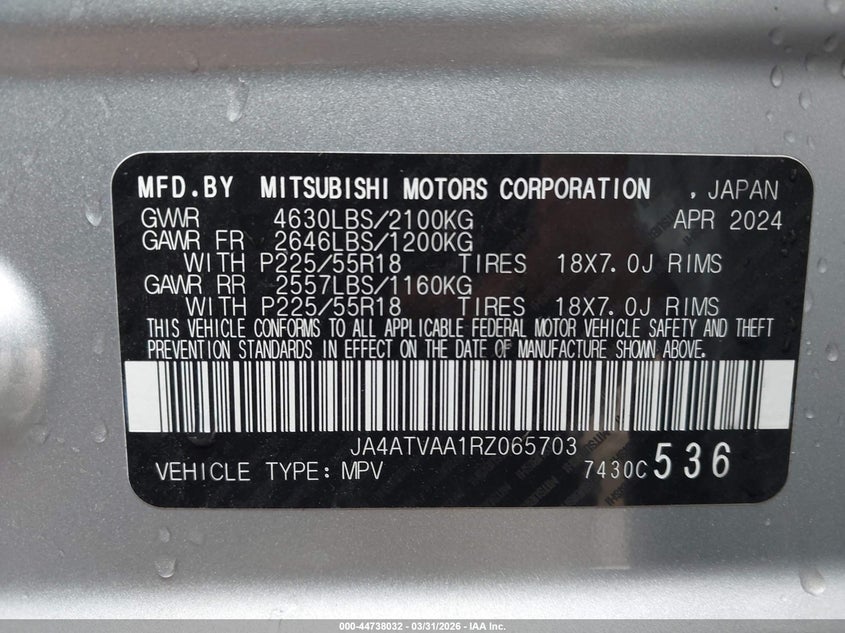 MFD.BY MITSUBISHI MOTORS CORPORATION , JAPAN
GVWR 4630LBS/2100KG APR 2024
GAWR FR 2646LBS/1200KG
WITH P225/55R18 TIRES 18X7.0J RIMS
GAWR RR 2557LBS/1160KG
WITH P225/55R18 TIRES 18X7.0J RIMS
THIS VEHICLE CONFORMS TO ALL APPLICABLE FEDERAL MOTOR VEHICLE SAFETY AND THEFT
PREVENTION STANDARDS IN EFFECT ON THE DATE OF MANUFACTURE SHOWN ABOVE.
JA4ATVAA1RZ065703
VEHICLE TYPE: MPV 7430C 536
000-44738032 - 03/31/2026 - IAA Inc.